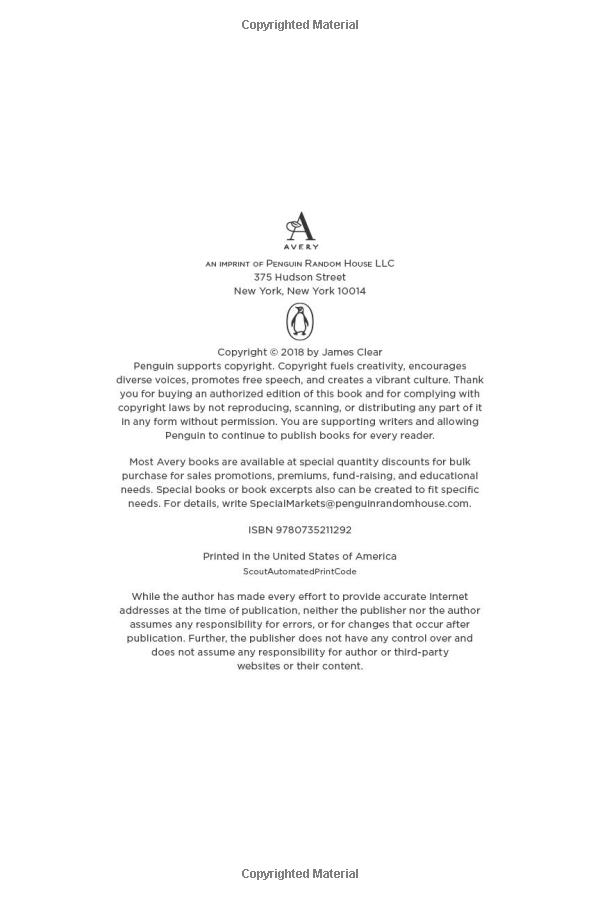 Copyrighted Material
A
AVERY
AN IMPRINT OF PENGUIN RANDOM HOUSE LLC
375 Hudson Street
New York, New York 10014
Copyright © 2018 by James Clear
Penguin supports copyright. Copyright fuels creativity, encourages
diverse voices, promotes free speech, and creates a vibrant culture. Thank
you for buying an authorized edition of this book and for complying with
copyright laws by not reproducing, scanning, or distributing any part of it
in any form without permission. You are supporting writers and allowing
Penguin to continue to publish books for every reader.
Most Avery books are available at special quantity discounts for bulk
purchase for sales promotions, premiums, fund-raising, and educational
needs. Special books or book excerpts also can be created to fit specific
needs. For details, write SpecialMarkets@penguinrandomhouse.com.
ISBN 9780735211292
Printed in the United States of America
ScoutAutomatedPrintCode
While the author has made every effort to provide accurate Internet
addresses at the time of publication, neither the publisher nor the author
assumes any responsibility for errors, or for changes that occur after
publication. Further, the publisher does not have any control over and
does not assume any responsibility for author or third-party
websites or their content.
Copyrighted Material